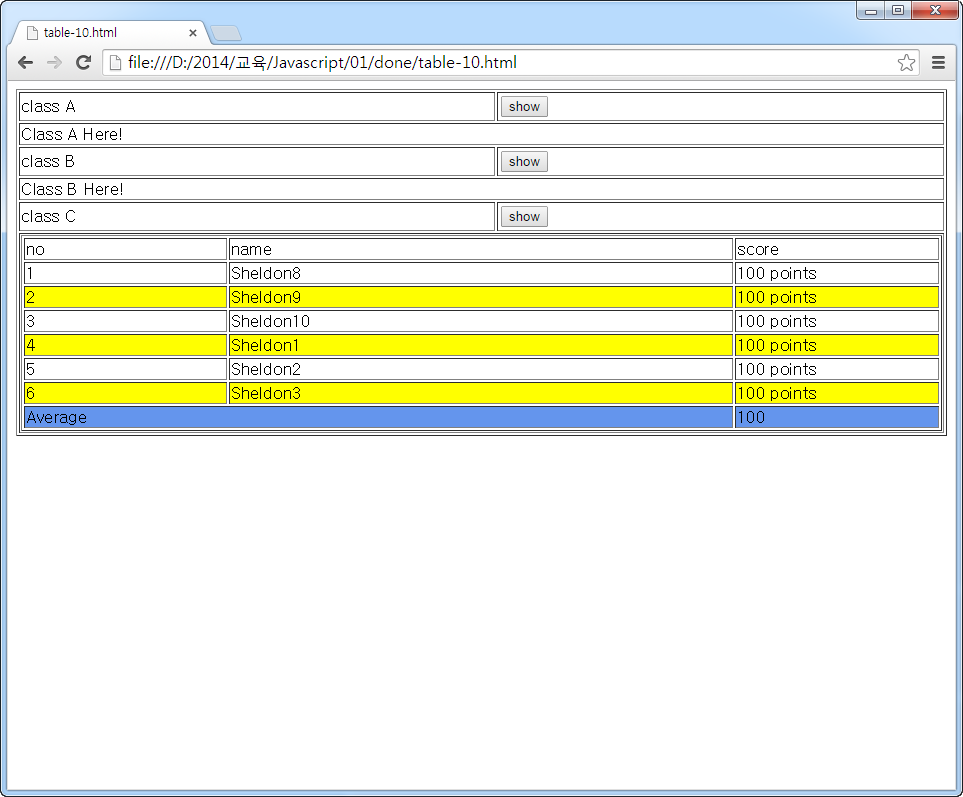 table-10.html
file:///D:/2014/교육/Javascript/01/done/table-10.html
class A show
Class A Here!
class B show
Class B Here!
class C show
no name score
1 Sheldon8 100 points
2 Sheldon9 100 points
3 Sheldon10 100 points
4 Sheldon1 100 points
5 Sheldon2 100 points
6 Sheldon3 100 points
Average 100